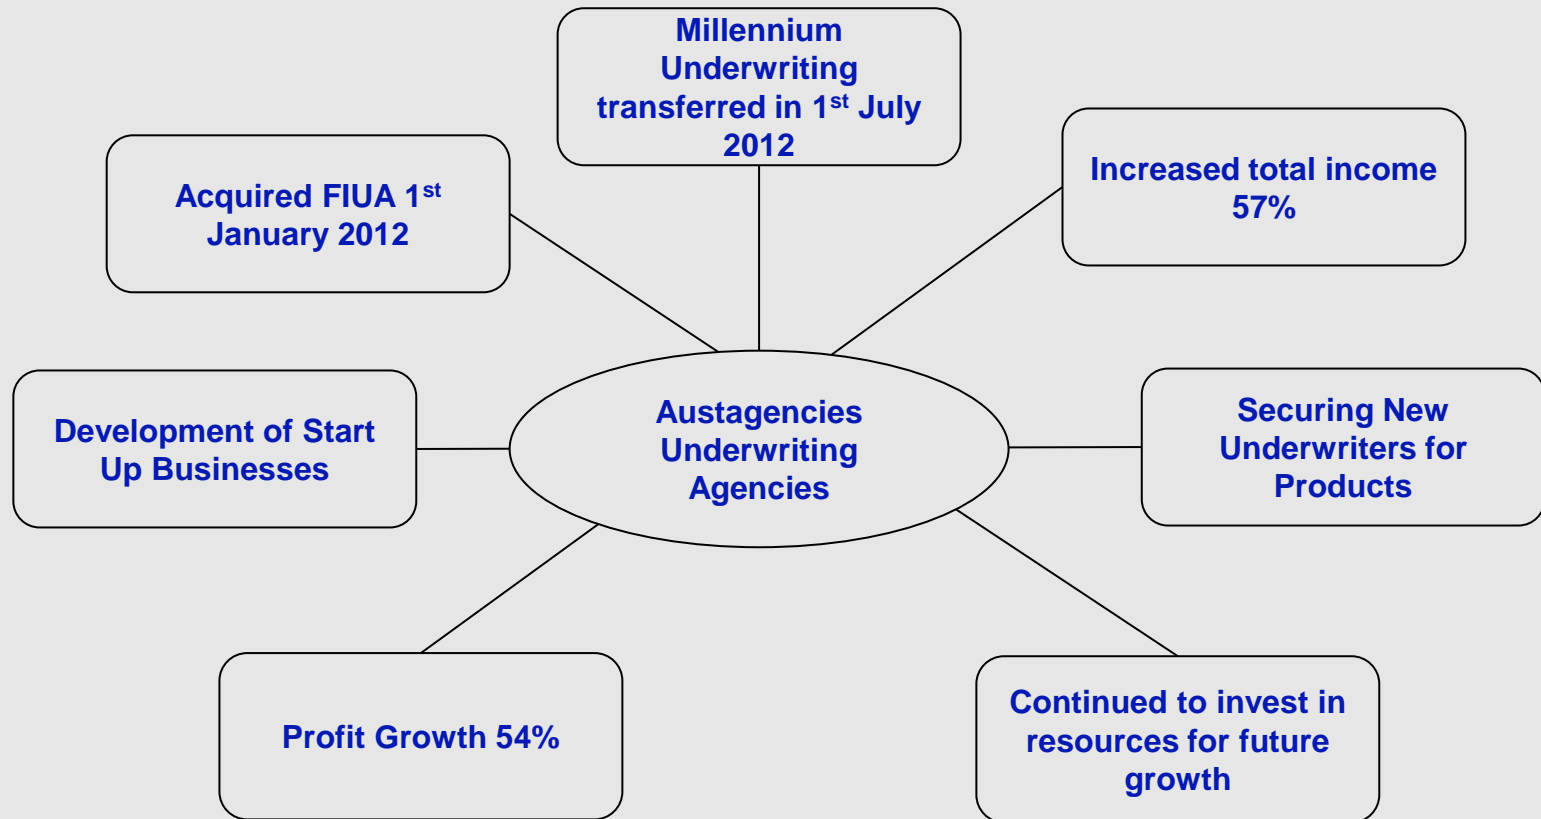 Millennium
Underwriting
transferred in 1st July
2012
Acquired FIUA 1st
January 2012
Increased total income
57%
Development of Start
Up Businesses
Austagencies
Underwriting
Agencies
Securing New
Underwriters for
Products
Profit Growth 54%
Continued to invest in
resources for future
growth